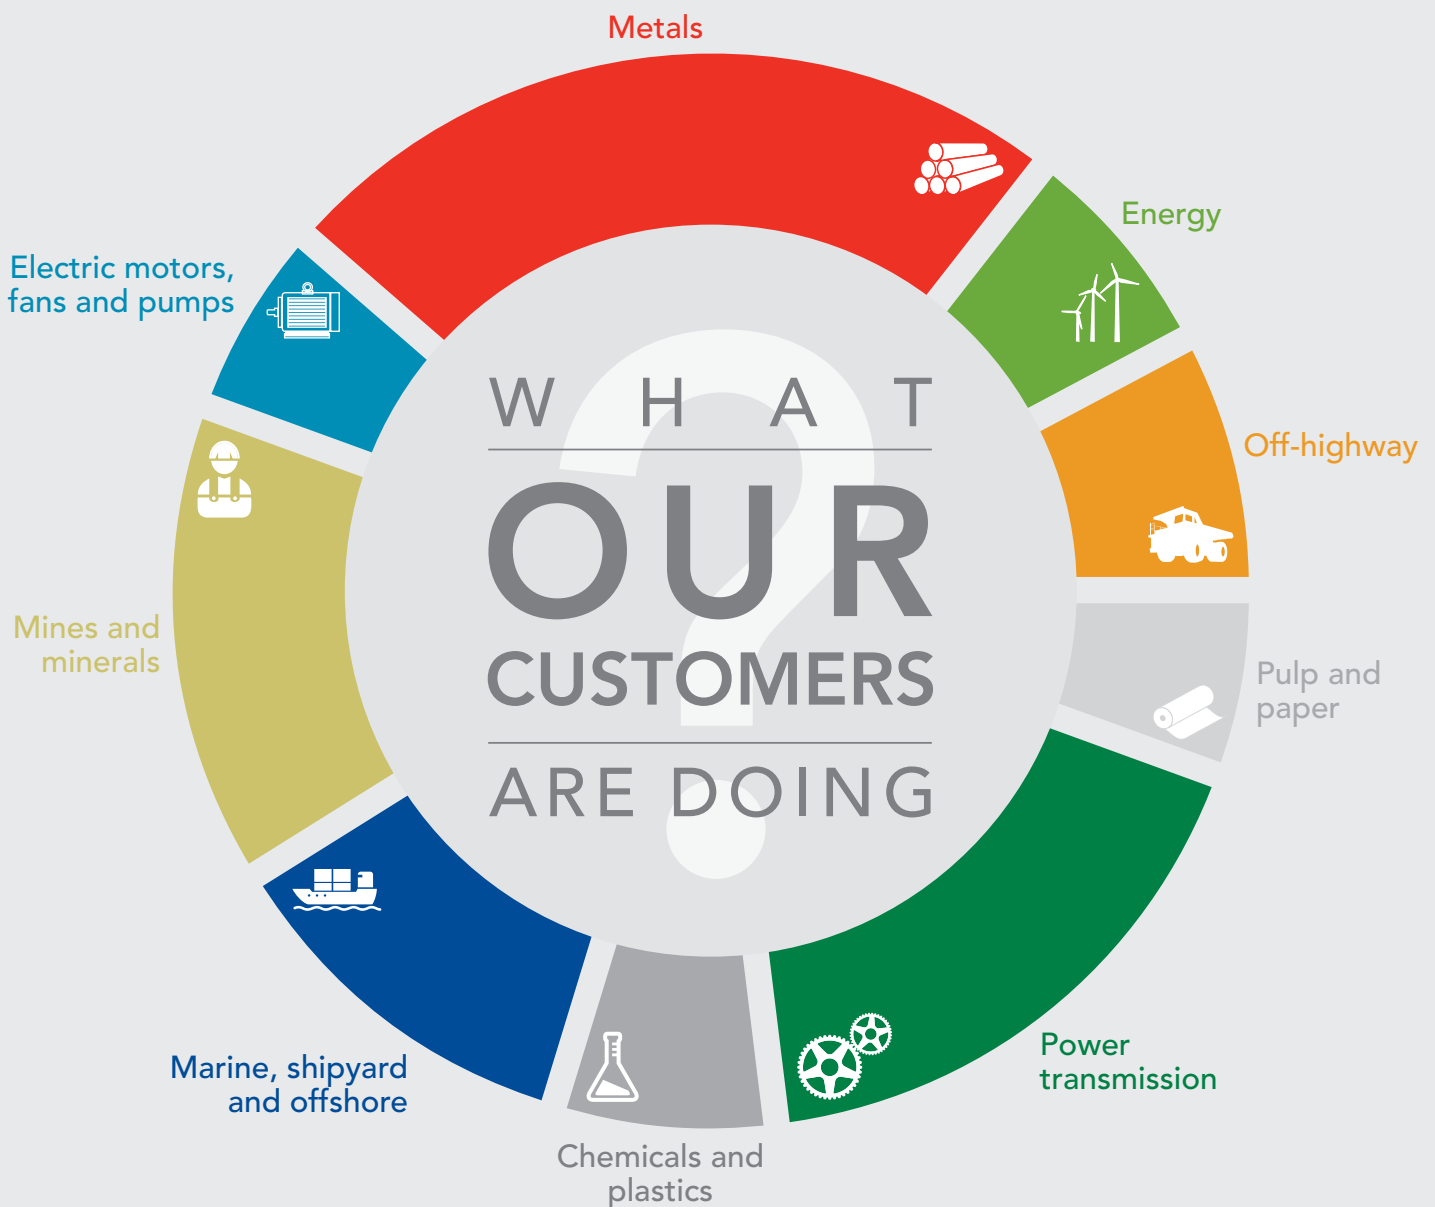 Metals
Energy
Electric motors,
fans and pumps
WHAT
Off-highway
OUR
CUSTOMERS
Mines and
minerals
Pulp and
paper
ARE DOING
Power
transmission
Marine, shipyard
and offshore
Chemicals and
plastics
?